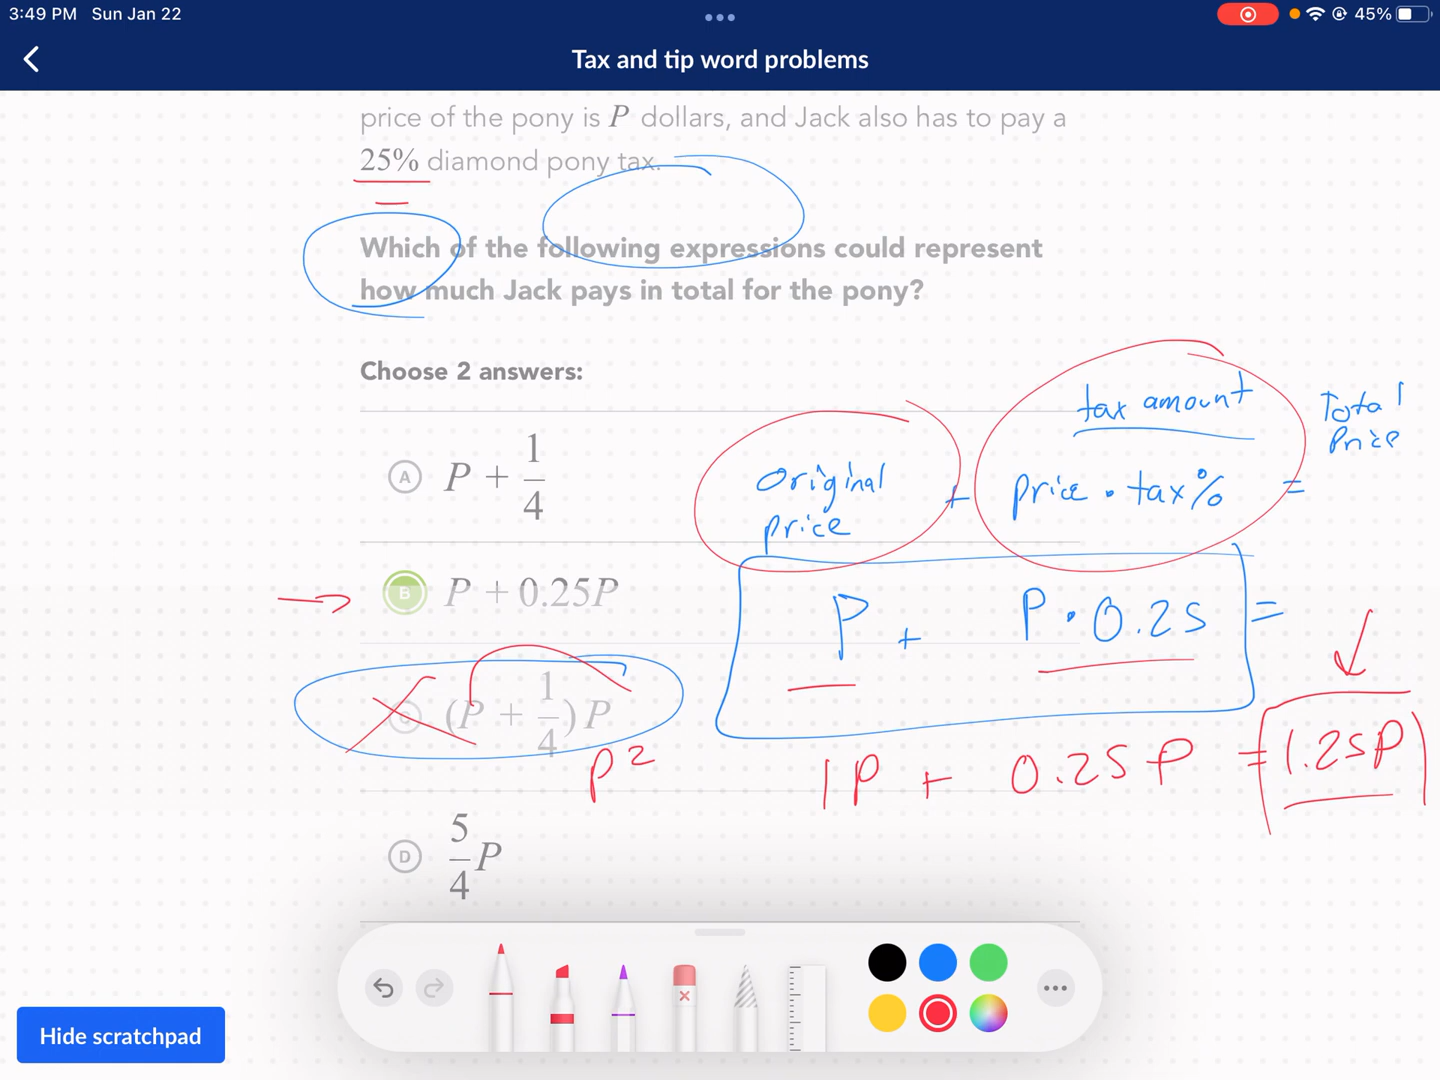 3:49 PM Sun Jan 22
45%
Tax and tip word problems
price of the pony is P dollars, and Jack also has to pay a
25% diamond pony tax.
Which of the following expressions could represent
how much Jack pays in total for the pony?
Choose 2 answers:
A P + 1/4
B P + 0.25P
C (P + 1/4)P
D 5/4 P
tax amount
Total
Price
Original
price
+ price · tax% =
P + P · 0.25 =
P²
1P + 0.25P = 1.25P
Hide scratchpad